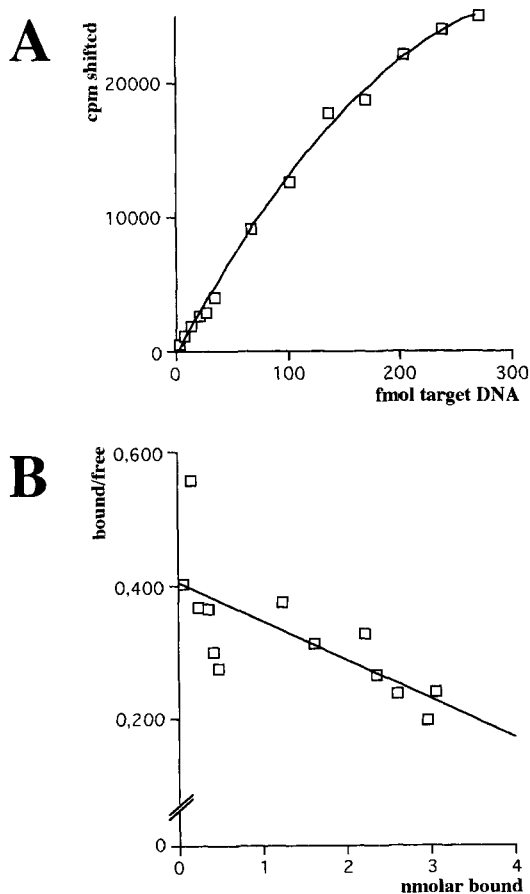 A
cpm shifted
20000
10000
0
0 100 200 300
fmol target DNA
B
bound/free
0,600
0,400
0,200
0
0 1 2 3 4
nmolar bound